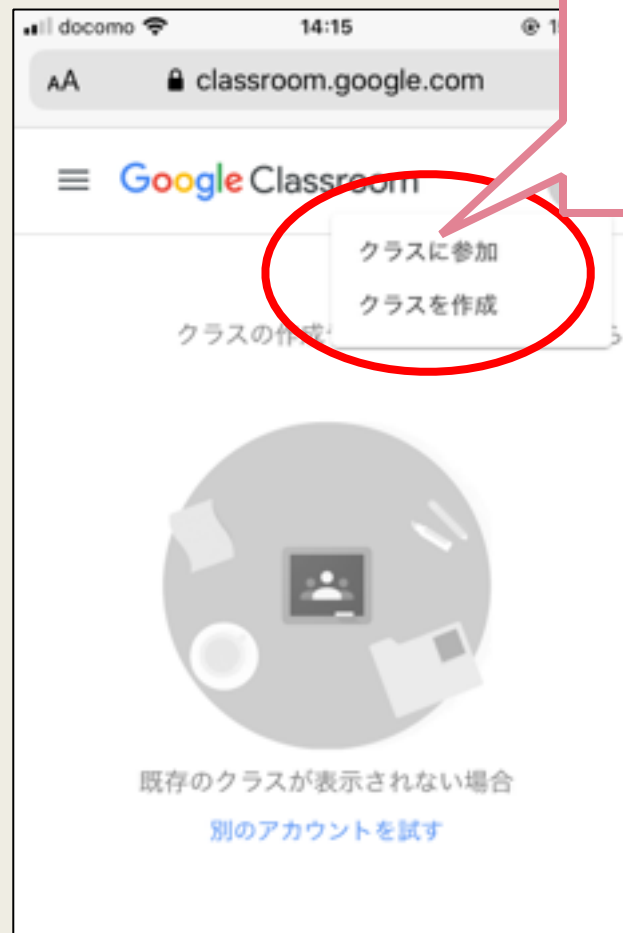 docomo 14:15
AA classroom.google.com
Google Classroom
クラスに参加
クラスを作成
クラスの作成
既存のクラスが表示されない場合
別のアカウントを試す